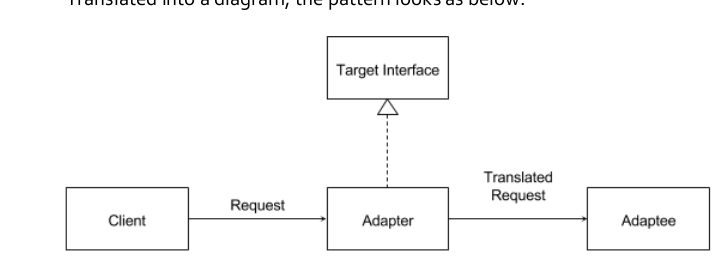 Translated into a diagram, the pattern looks as below:
Target Interface
Translated
Request
Request
Client
Adapter
Adaptee